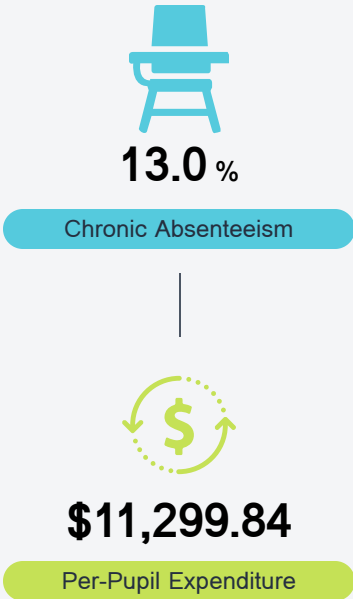 13.0 %
Chronic Absenteeism
$
$11,299.84
Per-Pupil Expenditure